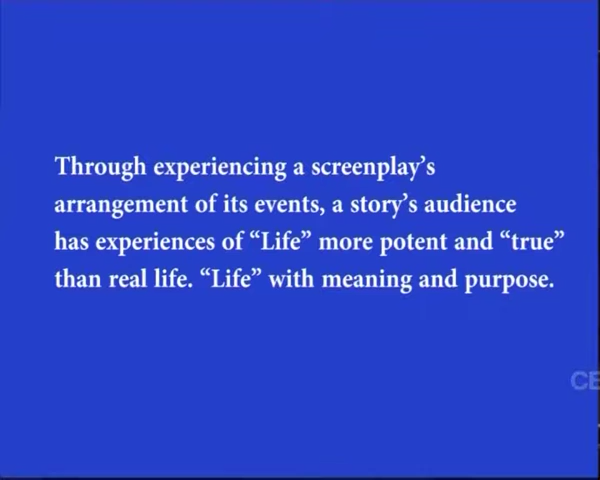 Through experiencing a screenplay’s
arrangement of its events, a story’s audience
has experiences of “Life” more potent and “true”
than real life. “Life” with meaning and purpose.